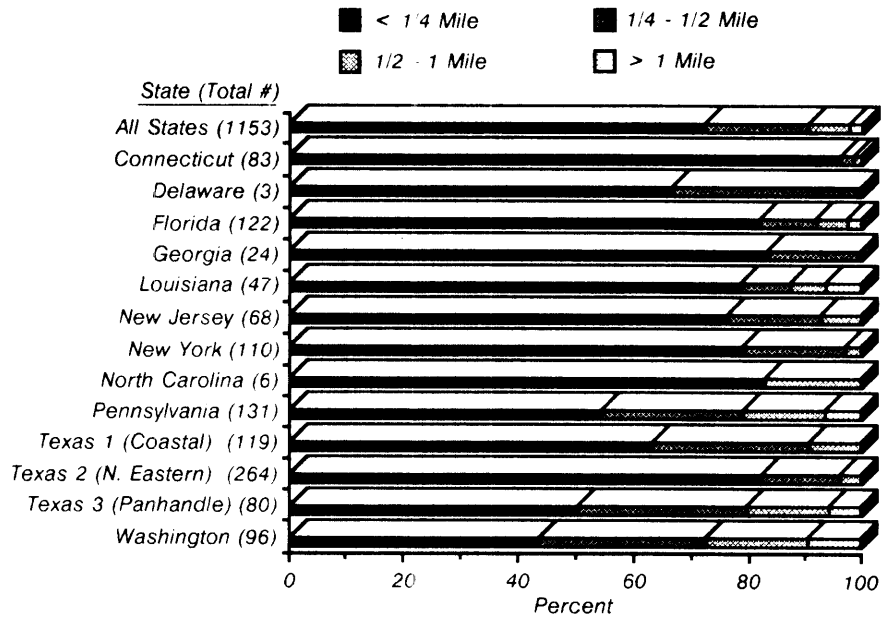 < 1/4 Mile 1/4 - 1/2 Mile
1/2 - 1 Mile > 1 Mile
State (Total #)
All States (1153)
Connecticut (83)
Delaware (3)
Florida (122)
Georgia (24)
Louisiana (47)
New Jersey (68)
New York (110)
North Carolina (6)
Pennsylvania (131)
Texas 1 (Coastal) (119)
Texas 2 (N. Eastern) (264)
Texas 3 (Panhandle) (80)
Washington (96)
0 20 40 60 80 100
Percent